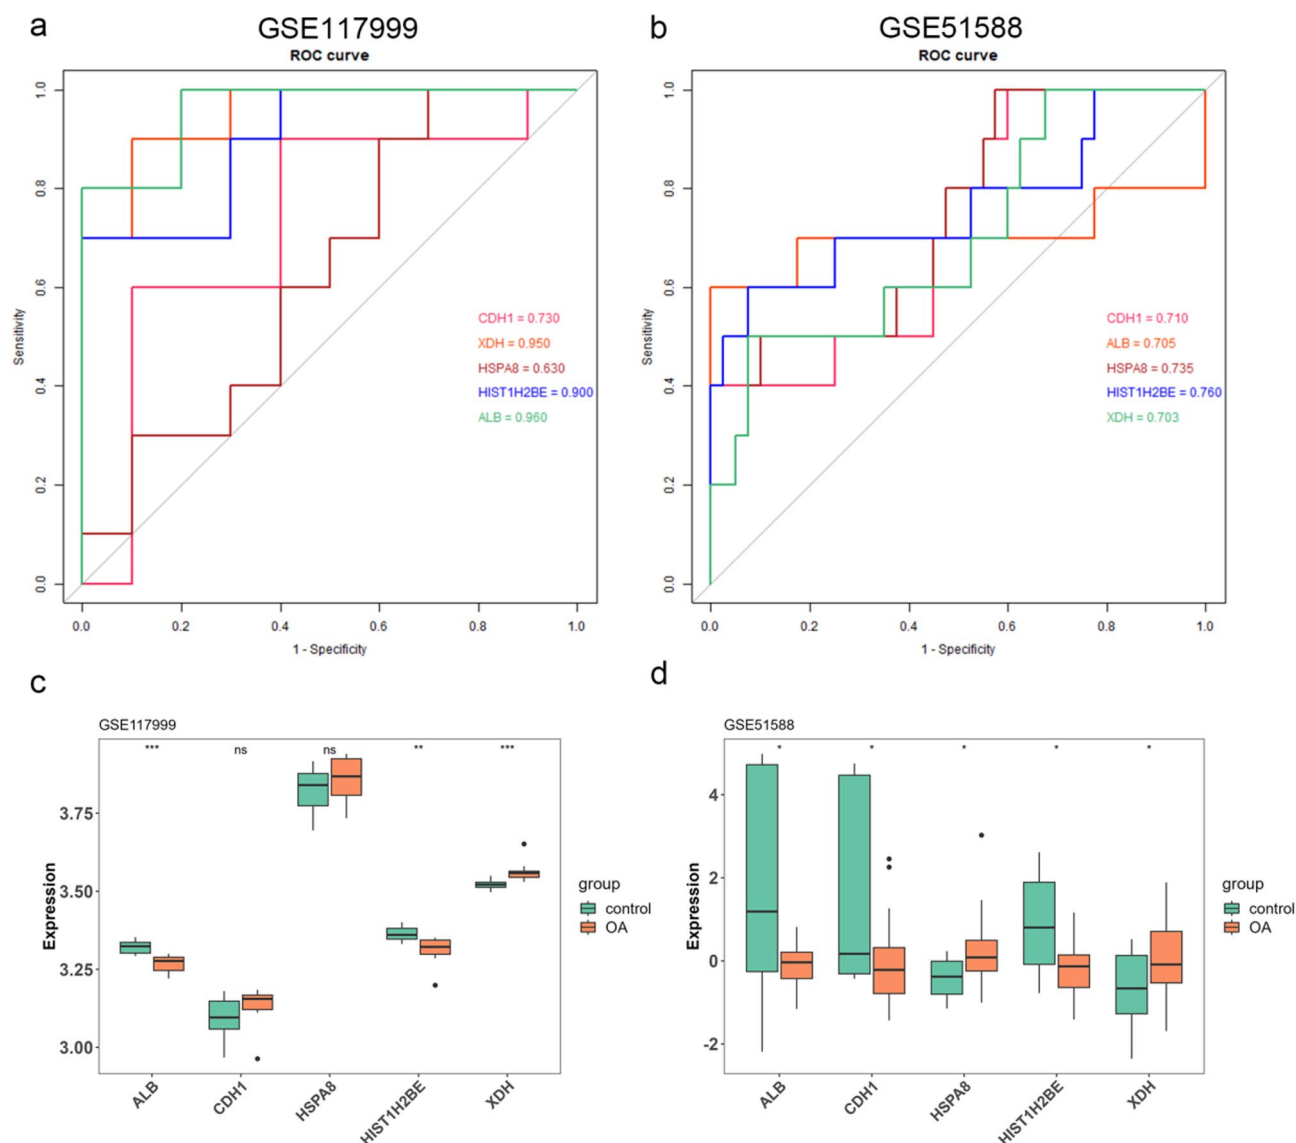 a
GSE117999
ROC curve
1.0
0.8
0.6
0.4
0.2
0.0
Sensitivity
CDH1 = 0.730
XDH = 0.950
HSPA8 = 0.630
HIST1H2BE = 0.900
ALB = 0.960
0.0 0.2 0.4 0.6 0.8 1.0
1 - Specificity
b
GSE51588
ROC curve
1.0
0.8
0.6
0.4
0.2
0.0
Sensitivity
CDH1 = 0.710
ALB = 0.705
HSPA8 = 0.735
HIST1H2BE = 0.760
XDH = 0.703
0.0 0.2 0.4 0.6 0.8 1.0
1 - Specificity
c
GSE117999
*** ns ns ** ***
3.75
3.50
3.25
3.00
Expression
ALB CDH1 HSPA8 HIST1H2BE XDH
group
control
OA
d
GSE51588
* * * * *
4
2
0
-2
Expression
ALB CDH1 HSPA8 HIST1H2BE XDH
group
control
OA